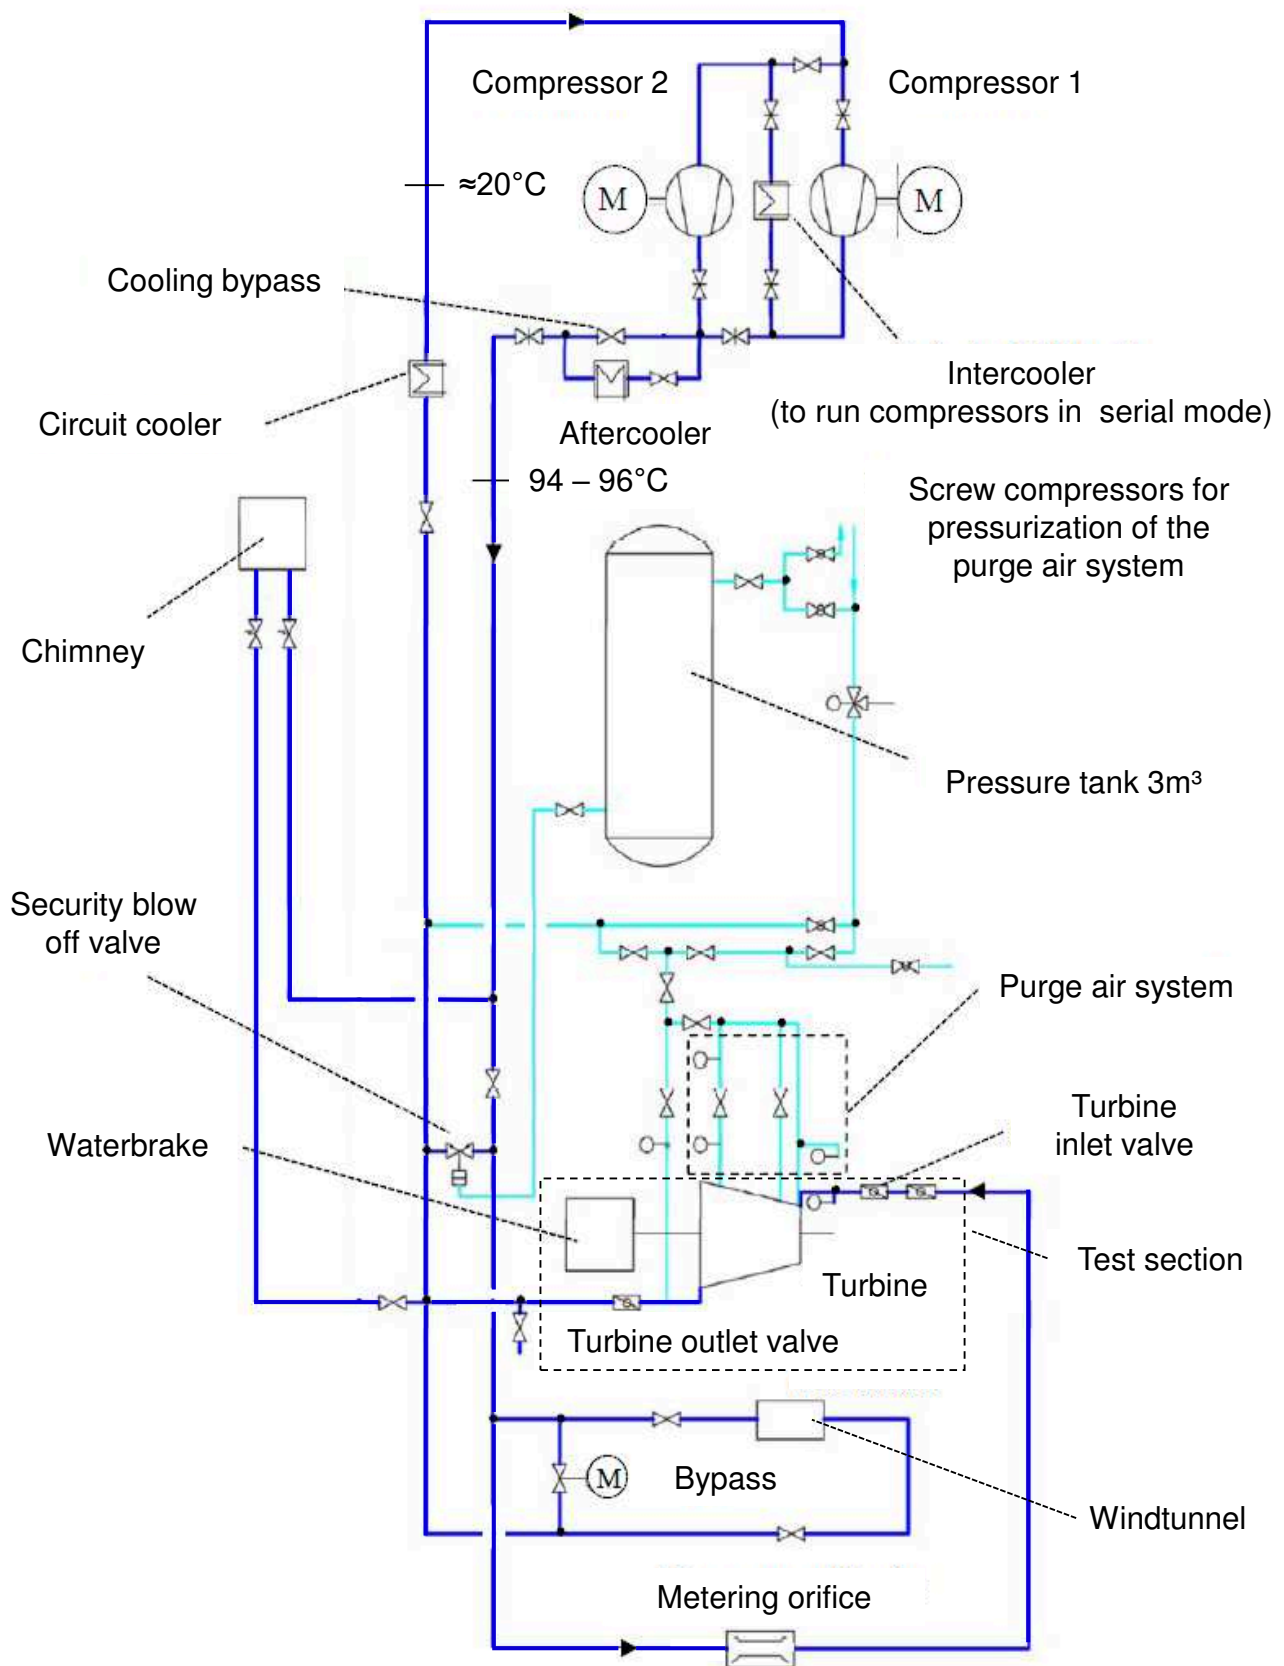 Compressor 2
Compressor 1
≈20°C
M
M
Cooling bypass
Intercooler
(to run compressors in serial mode)
Circuit cooler
Aftercooler
94 – 96°C
Screw compressors for
pressurization of the
purge air system
Chimney
Pressure tank 3m³
Security blow
off valve
Purge air system
Turbine
inlet valve
Waterbrake
Test section
Turbine
Turbine outlet valve
M
Bypass
Windtunnel
Metering orifice